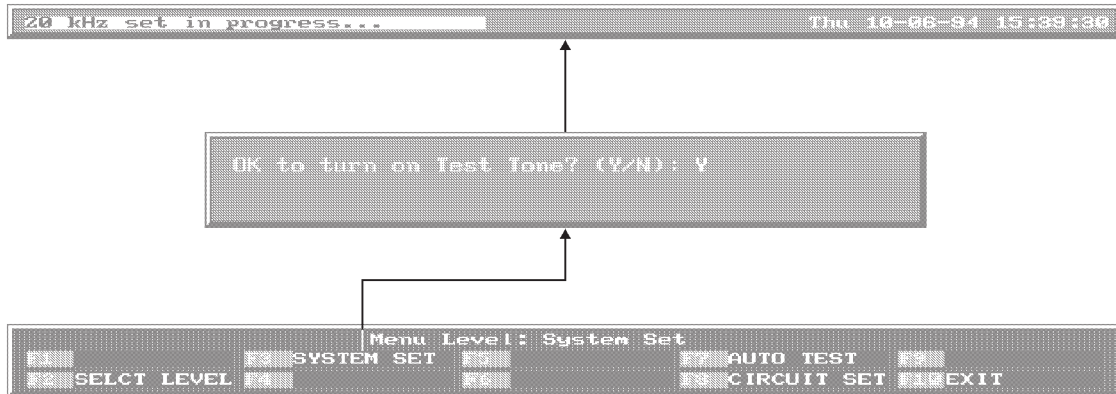 20 kHz set in progress... Thu 10-06-94 15:39:30
OK to turn on Test Tone? (Y/N): Y
Menu Level: System Set
F1 F3 SYSTEM SET F5 F7 AUTO TEST F9
F2 SELCT LEVEL F4 F6 F8 CIRCUIT SET F10 EXIT